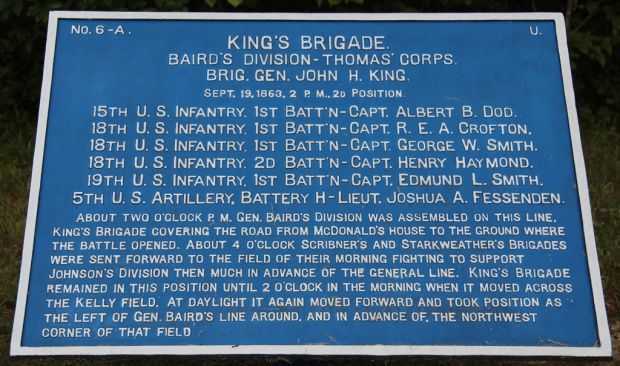 No. 6-A. U.
KING'S BRIGADE.
BAIRD'S DIVISION-THOMAS' CORPS.
BRIG. GEN. JOHN H. KING.
SEPT. 19, 1863, 2 P.M., 2D POSITION.
15TH U. S. INFANTRY, 1ST BATT'N-CAPT. ALBERT B. DOD.
18TH U. S. INFANTRY, 1ST BATT'N-CAPT. R. E. A. CROFTON.
18TH U. S. INFANTRY, 1ST BATT'N-CAPT. GEORGE W. SMITH.
18TH U. S. INFANTRY, 2D BATT'N-CAPT. HENRY HAYMOND.
19TH U. S. INFANTRY, 1ST BATT'N-CAPT. EDMUND L. SMITH.
5TH U. S. ARTILLERY, BATTERY H-LIEUT. JOSHUA A. FESSENDEN.
ABOUT TWO O'CLOCK P. M. GEN. BAIRD'S DIVISION WAS ASSEMBLED ON THIS LINE,
KING'S BRIGADE COVERING THE ROAD FROM MCDONALD'S HOUSE TO THE GROUND WHERE
THE BATTLE OPENED. ABOUT 4 O'CLOCK SCRIBNER'S AND STARKWEATHER'S BRIGADES
WERE SENT FORWARD TO THE FIELD OF THEIR MORNING FIGHTING TO SUPPORT
JOHNSON'S DIVISION THEN MUCH IN ADVANCE OF THE GENERAL LINE. KING'S BRIGADE
REMAINED IN THIS POSITION UNTIL 2 O'CLOCK IN THE MORNING WHEN IT MOVED ACROSS
THE KELLY FIELD. AT DAYLIGHT IT AGAIN MOVED FORWARD AND TOOK POSITION AS
THE LEFT OF GEN. BAIRD'S LINE AROUND, AND IN ADVANCE OF, THE NORTHWEST
CORNER OF THAT FIELD